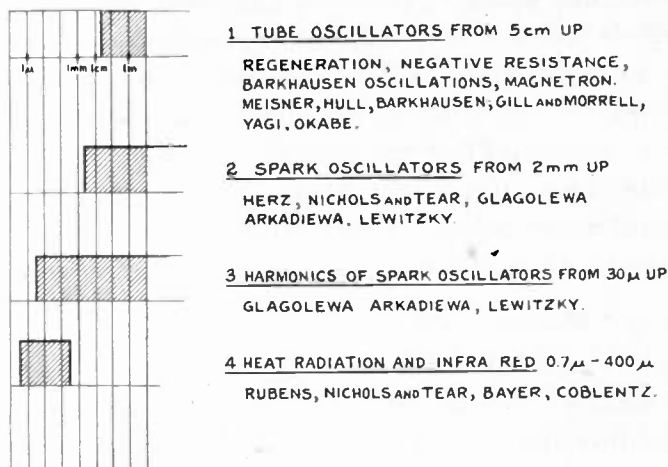 1 TUBE OSCILLATORS FROM 5cm UP
REGENERATION, NEGATIVE RESISTANCE,
BARKHAUSEN OSCILLATIONS, MAGNETRON.
MEISNER, HULL, BARKHAUSEN, GILL AND MORRELL,
YAGI, OKABE.
1μ 1mm 1cm 1m
2 SPARK OSCILLATORS FROM 2mm UP
HERZ, NICHOLS AND TEAR, GLAGOLEWA
ARKADIEWA, LEWITZKY.
3 HARMONICS OF SPARK OSCILLATORS FROM 30μ UP
GLAGOLEWA ARKADIEWA, LEWITZKY.
4 HEAT RADIATION AND INFRA RED 0.7μ-400μ
RUBENS, NICHOLS AND TEAR, BAYER, COBLENTZ.